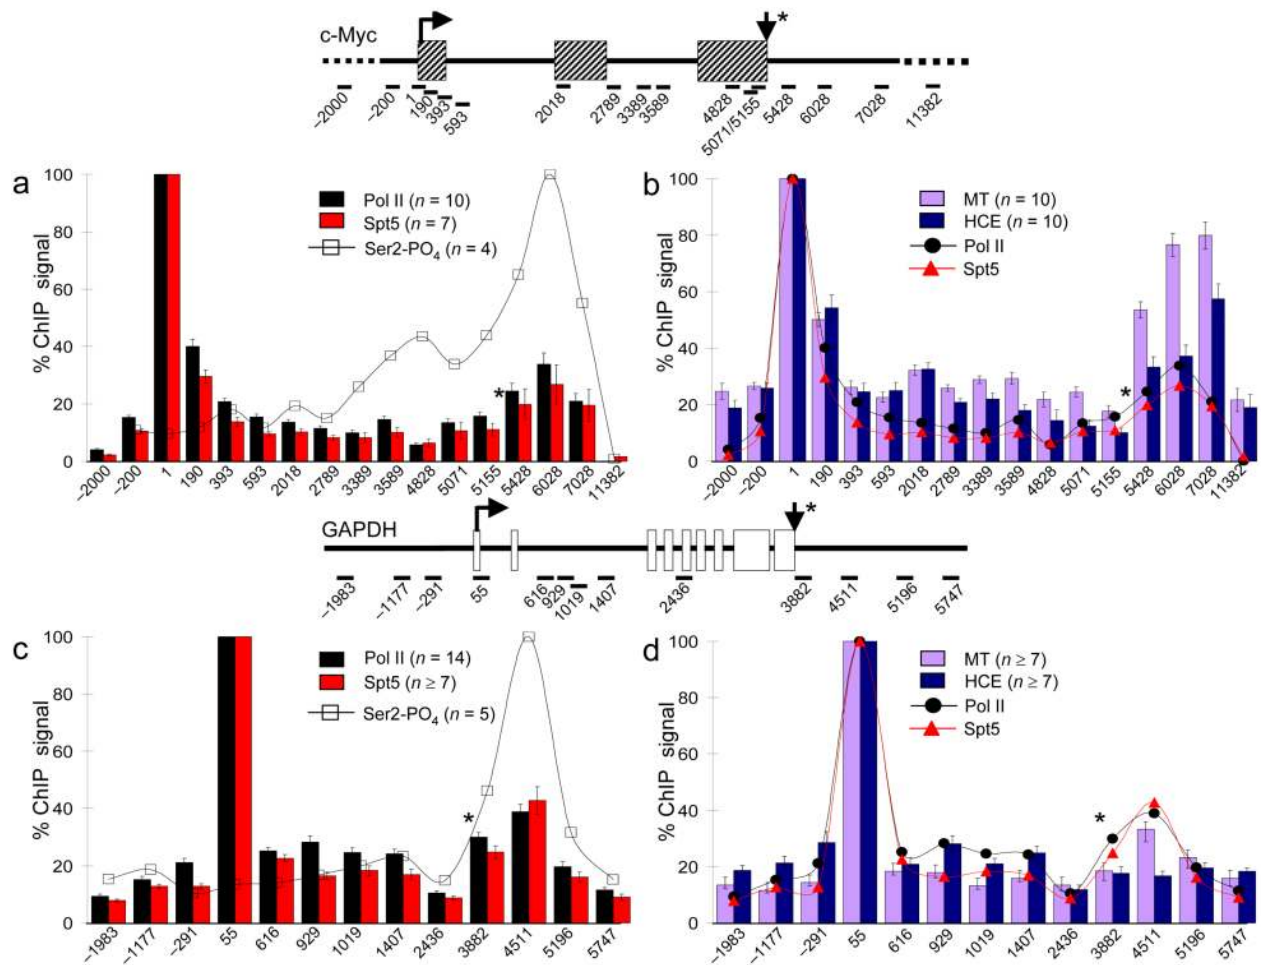 c-Myc
*
−2000 −200 1 190 393 593 2018 2789 3389 3589 4828 5071/5155 5428 6028 7028 11382
a
% ChIP signal
100
80
60
40
20
0
Pol II (n = 10)
Spt5 (n = 7)
Ser2-PO4 (n = 4)
*
−2000 −200 1 190 393 593 2018 2789 3389 3589 4828 5071 5155 5428 6028 7028 11382
b
% ChIP signal
100
80
60
40
20
0
MT (n = 10)
HCE (n = 10)
Pol II
Spt5
*
−2000 −200 1 190 393 593 2018 2789 3389 3589 4828 5071 5155 5428 6028 7028 11382
GAPDH
*
−1983 −1177 −291 55 616 929 1019 1407 2436 3882 4511 5196 5747
c
% ChIP signal
100
80
60
40
20
0
Pol II (n = 14)
Spt5 (n ≥ 7)
Ser2-PO4 (n = 5)
*
−1983 −1177 −291 55 616 929 1019 1407 2436 3882 4511 5196 5747
d
% ChIP signal
100
80
60
40
20
0
MT (n ≥ 7)
HCE (n ≥ 7)
Pol II
Spt5
*
−1983 −1177 −291 55 616 929 1019 1407 2436 3882 4511 5196 5747